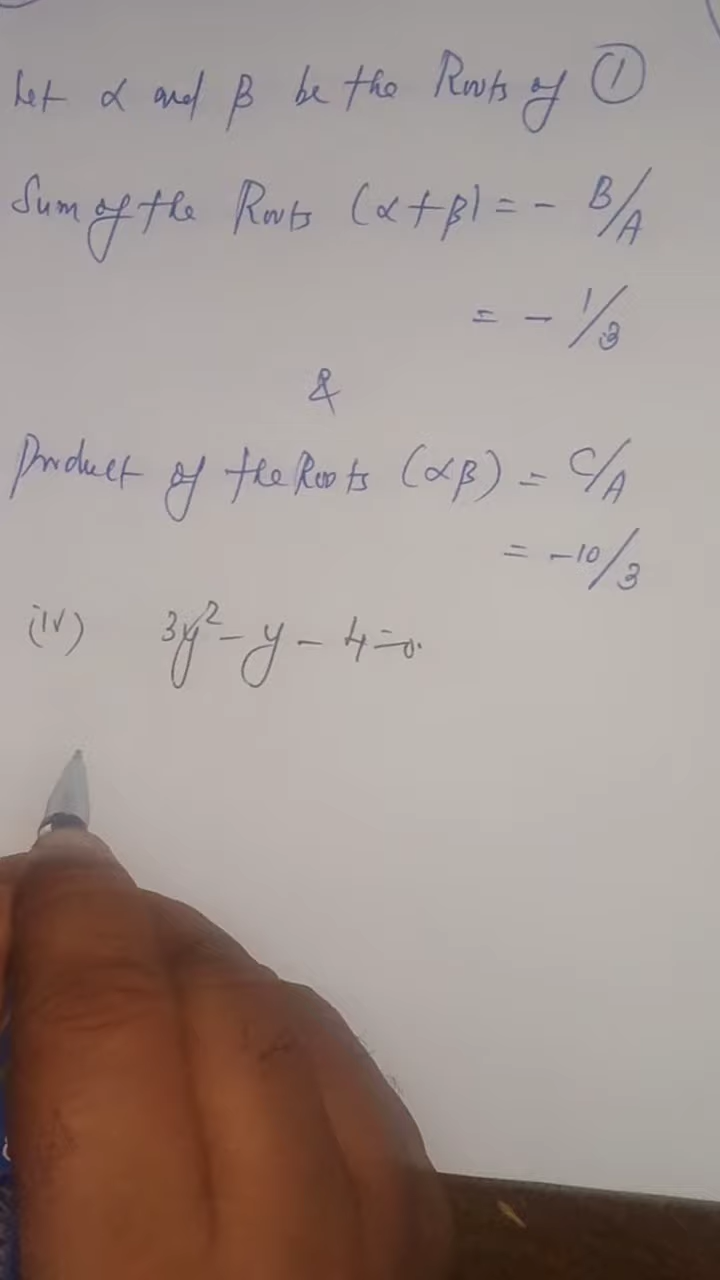 Let α and β be the Roots of ①
Sum of the Roots (α+β) = - B/A
= - 1/3
&
Product of the Roots (αβ) = C/A
= -10/3
(iv) 3y² - y - 4 = 0.